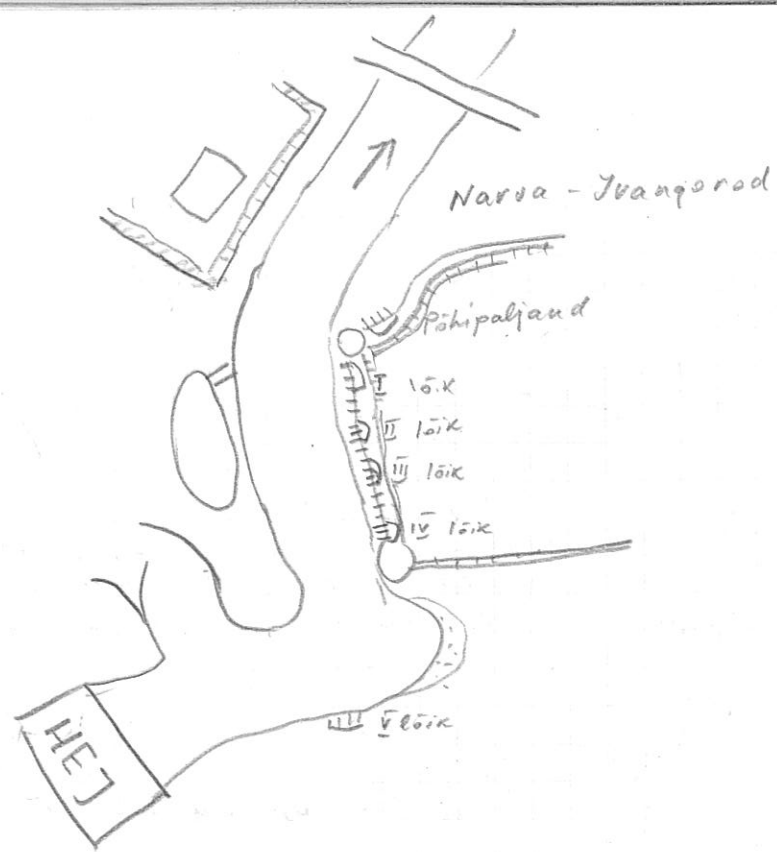 Narva - Ivangorod
Põhipaljand
I lõik
II lõik
III lõik
IV lõik
V lõik
HEJ